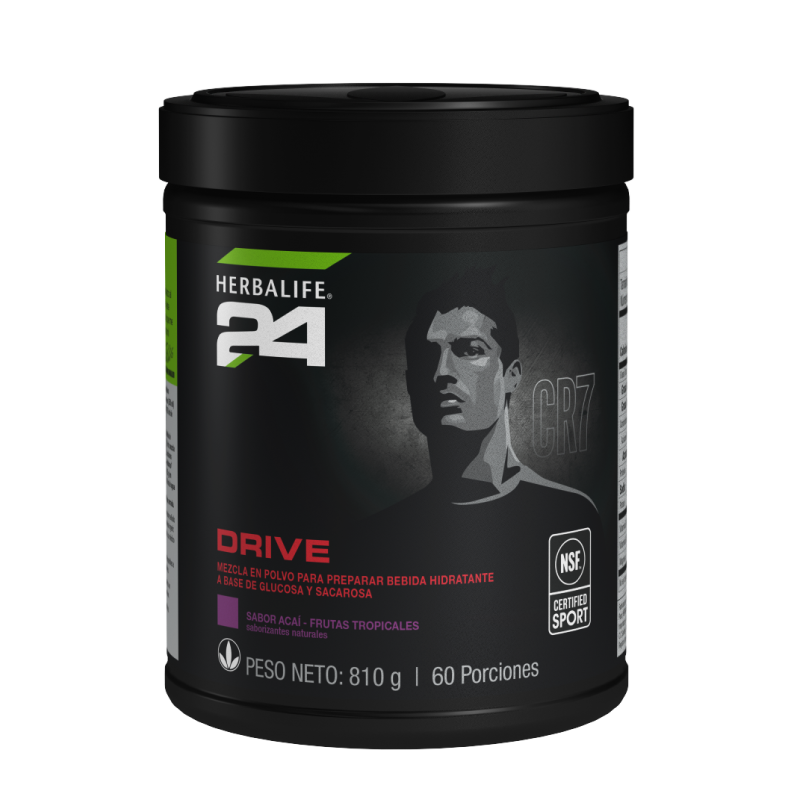 HERBALIFE®
24
CR7
DRIVE
MEZCLA EN POLVO PARA PREPARAR BEBIDA HIDRATANTE
A BASE DE GLUCOSA Y SACAROSA
NSF®
CERTIFIED
SPORT
SABOR ACAÍ - FRUTAS TROPICALES
saborizantes naturales
PESO NETO: 810 g | 60 Porciones